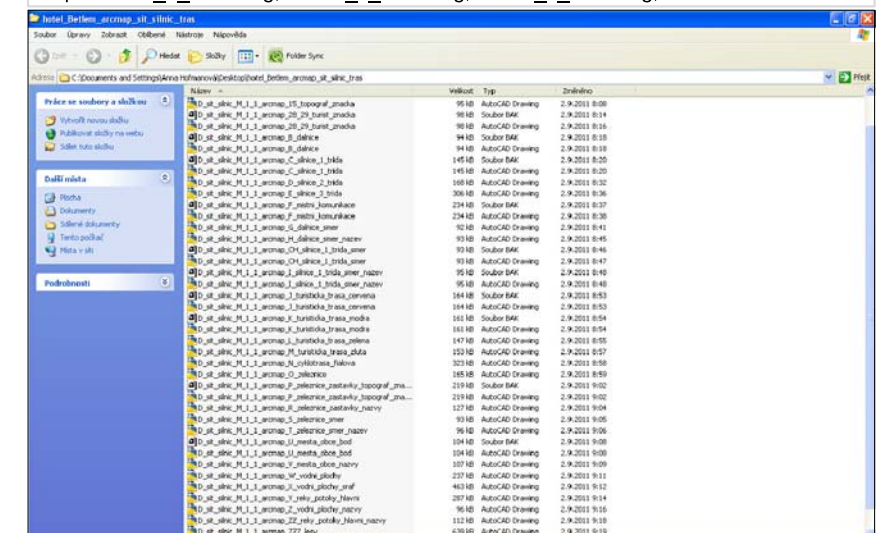 hotel_Betlem_arcmap_sit_silnic_tras
Soubor Úpravy Zobrazit Oblíbené Nástroje Nápověda
Zpět Hledat Složky Folder Sync
Adresa C:\Documents and Settings\Anna Hofmanová\Desktop\hotel_Betlem_arcmap_sit_silnic_tras Přejít
Práce se soubory a složkou
Vytvořit novou složku
Publikovat složky na webu
Sdílet tuto složku
Další místa
Plocha
Dokumenty
Sdílené dokumenty
Tento počítač
Místa v síti
Podrobnosti
Název Velikost Typ Změněno
D_sit_silnic_M_1_1_arcmap_15_topograf_znacka 95 kB AutoCAD Drawing 2.9.2011 8:08
D_sit_silnic_M_1_1_arcmap_28_29_turist_znacka 98 kB Soubor BAK 2.9.2011 8:14
D_sit_silnic_M_1_1_arcmap_28_29_turist_znacka 98 kB AutoCAD Drawing 2.9.2011 8:16
D_sit_silnic_M_1_1_arcmap_B_dalnice 94 kB Soubor BAK 2.9.2011 8:18
D_sit_silnic_M_1_1_arcmap_B_dalnice 94 kB AutoCAD Drawing 2.9.2011 8:18
D_sit_silnic_M_1_1_arcmap_C_silnice_1_trida 145 kB Soubor BAK 2.9.2011 8:20
D_sit_silnic_M_1_1_arcmap_C_silnice_1_trida 145 kB AutoCAD Drawing 2.9.2011 8:20
D_sit_silnic_M_1_1_arcmap_D_silnice_2_trida 168 kB AutoCAD Drawing 2.9.2011 8:32
D_sit_silnic_M_1_1_arcmap_E_silnice_3_trida 306 kB AutoCAD Drawing 2.9.2011 8:36
D_sit_silnic_M_1_1_arcmap_F_mistni_komunikace 234 kB Soubor BAK 2.9.2011 8:37
D_sit_silnic_M_1_1_arcmap_F_mistni_komunikace 234 kB AutoCAD Drawing 2.9.2011 8:38
D_sit_silnic_M_1_1_arcmap_G_dalnice_smer 92 kB AutoCAD Drawing 2.9.2011 8:41
D_sit_silnic_M_1_1_arcmap_H_dalnice_smer_nazev 93 kB AutoCAD Drawing 2.9.2011 8:45
D_sit_silnic_M_1_1_arcmap_CH_silnice_1_trida_smer 93 kB Soubor BAK 2.9.2011 8:46
D_sit_silnic_M_1_1_arcmap_CH_silnice_1_trida_smer 93 kB AutoCAD Drawing 2.9.2011 8:47
D_sit_silnic_M_1_1_arcmap_I_silnice_1_trida_smer_nazev 95 kB Soubor BAK 2.9.2011 8:48
D_sit_silnic_M_1_1_arcmap_I_silnice_1_trida_smer_nazev 95 kB AutoCAD Drawing 2.9.2011 8:48
D_sit_silnic_M_1_1_arcmap_J_turisticka_trasa_cervena 164 kB Soubor BAK 2.9.2011 8:53
D_sit_silnic_M_1_1_arcmap_J_turisticka_trasa_cervena 164 kB AutoCAD Drawing 2.9.2011 8:53
D_sit_silnic_M_1_1_arcmap_K_turisticka_trasa_modra 161 kB Soubor BAK 2.9.2011 8:54
D_sit_silnic_M_1_1_arcmap_K_turisticka_trasa_modra 161 kB AutoCAD Drawing 2.9.2011 8:54
D_sit_silnic_M_1_1_arcmap_L_turisticka_trasa_zelena 147 kB AutoCAD Drawing 2.9.2011 8:55
D_sit_silnic_M_1_1_arcmap_M_turisticka_trasa_zluta 153 kB AutoCAD Drawing 2.9.2011 8:57
D_sit_silnic_M_1_1_arcmap_N_cyklotrasa_fialova 323 kB AutoCAD Drawing 2.9.2011 8:58
D_sit_silnic_M_1_1_arcmap_O_zeleznice 165 kB AutoCAD Drawing 2.9.2011 8:59
D_sit_silnic_M_1_1_arcmap_P_zeleznice_zastavky_topograf_zna... 219 kB Soubor BAK 2.9.2011 9:02
D_sit_silnic_M_1_1_arcmap_P_zeleznice_zastavky_topograf_zna... 219 kB AutoCAD Drawing 2.9.2011 9:02
D_sit_silnic_M_1_1_arcmap_R_zeleznice_zastavky_nazvy 127 kB AutoCAD Drawing 2.9.2011 9:04
D_sit_silnic_M_1_1_arcmap_S_zeleznice_smer 93 kB AutoCAD Drawing 2.9.2011 9:05
D_sit_silnic_M_1_1_arcmap_T_zeleznice_smer_nazev 96 kB AutoCAD Drawing 2.9.2011 9:06
D_sit_silnic_M_1_1_arcmap_U_mesta_obce_bod 104 kB Soubor BAK 2.9.2011 9:08
D_sit_silnic_M_1_1_arcmap_U_mesta_obce_bod 104 kB AutoCAD Drawing 2.9.2011 9:08
D_sit_silnic_M_1_1_arcmap_V_mesta_obce_nazvy 107 kB AutoCAD Drawing 2.9.2011 9:09
D_sit_silnic_M_1_1_arcmap_W_vodni_plochy 237 kB AutoCAD Drawing 2.9.2011 9:11
D_sit_silnic_M_1_1_arcmap_X_vodni_plochy_sraf 463 kB AutoCAD Drawing 2.9.2011 9:12
D_sit_silnic_M_1_1_arcmap_Y_reky_potoky_hlavni 287 kB AutoCAD Drawing 2.9.2011 9:14
D_sit_silnic_M_1_1_arcmap_Z_vodni_plochy_nazvy 96 kB AutoCAD Drawing 2.9.2011 9:16
D_sit_silnic_M_1_1_arcmap_ZZ_reky_potoky_hlavni_nazvy 112 kB AutoCAD Drawing 2.9.2011 9:18
D_sit_silnic_M_1_1_arcmap_ZZZ_lesy 639 kB AutoCAD Drawing 2.9.2011 9:19